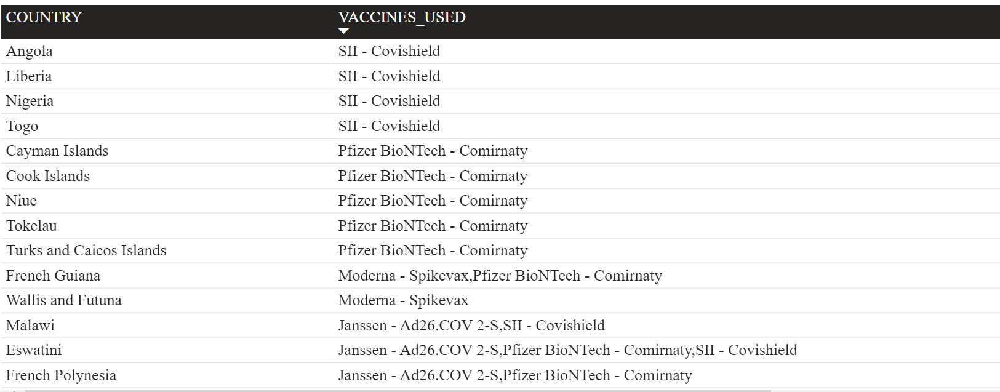 COUNTRY VACCINES_USED
Angola SII - Covishield
Liberia SII - Covishield
Nigeria SII - Covishield
Togo SII - Covishield
Cayman Islands Pfizer BioNTech - Comirnaty
Cook Islands Pfizer BioNTech - Comirnaty
Niue Pfizer BioNTech - Comirnaty
Tokelau Pfizer BioNTech - Comirnaty
Turks and Caicos Islands Pfizer BioNTech - Comirnaty
French Guiana Moderna - Spikevax,Pfizer BioNTech - Comirnaty
Wallis and Futuna Moderna - Spikevax
Malawi Janssen - Ad26.COV 2-S,SII - Covishield
Eswatini Janssen - Ad26.COV 2-S,Pfizer BioNTech - Comirnaty,SII - Covishield
French Polynesia Janssen - Ad26.COV 2-S,Pfizer BioNTech - Comirnaty